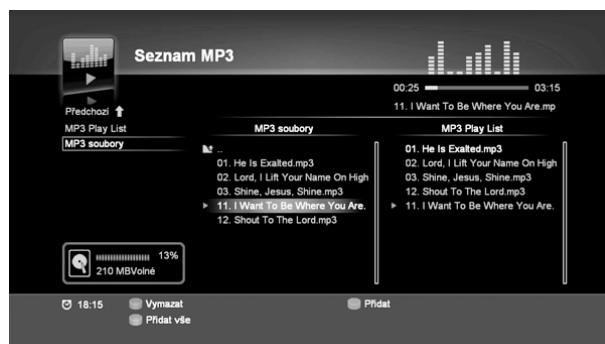 Seznam MP3
00:25 03:15
11. I Want To Be Where You Are.mp
Předchozí
MP3 Play List
MP3 soubory
MP3 soubory
..
01. He Is Exalted.mp3
02. Lord, I Lift Your Name On High
03. Shine, Jesus, Shine.mp3
11. I Want To Be Where You Are.
12. Shout To The Lord.mp3
MP3 Play List
01. He Is Exalted.mp3
02. Lord, I Lift Your Name On High
03. Shine, Jesus, Shine.mp3
12. Shout To The Lord.mp3
11. I Want To Be Where You Are.
13%
210 MBVolné
18:15 Vymazat Přidat
Přidat vše